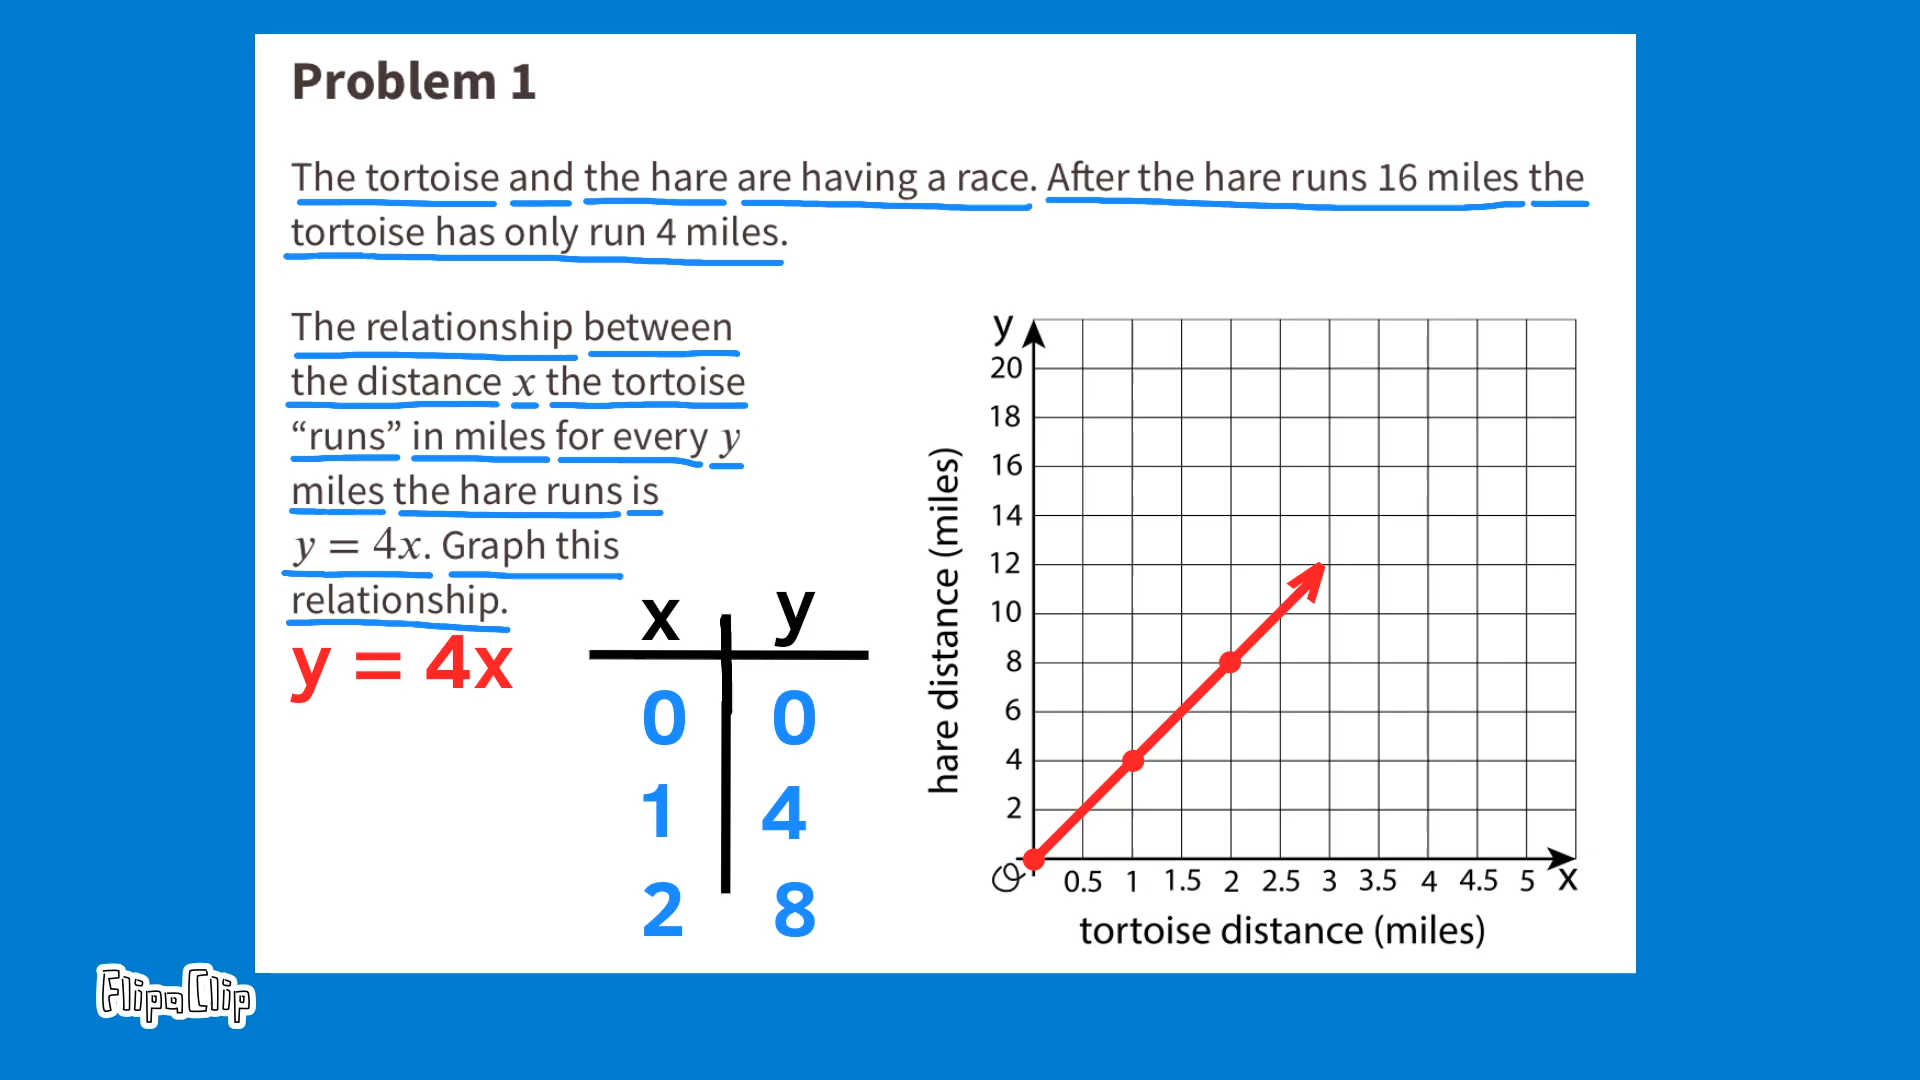 Problem 1
The tortoise and the hare are having a race. After the hare runs 16 miles the
tortoise has only run 4 miles.
The relationship between
the distance x the tortoise
“runs” in miles for every y
miles the hare runs is
y = 4x. Graph this
relationship.
y = 4x
x y
0 0
1 4
2 8
y
20
18
16
14
12
10
8
6
4
2
hare distance (miles)
O 0.5 1 1.5 2 2.5 3 3.5 4 4.5 5 x
tortoise distance (miles)
FlipaClip